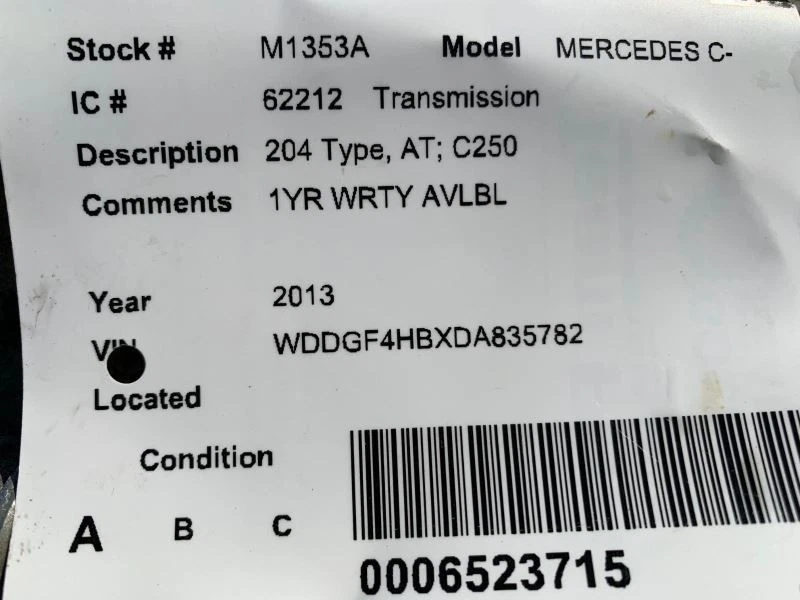 Stock # M1353A Model MERCEDES C-
IC # 62212 Transmission
Description 204 Type, AT; C250
Comments 1YR WRTY AVLBL
Year 2013
VIN WDDGF4HBXDA835782
Located
Condition
A B C
0006523715